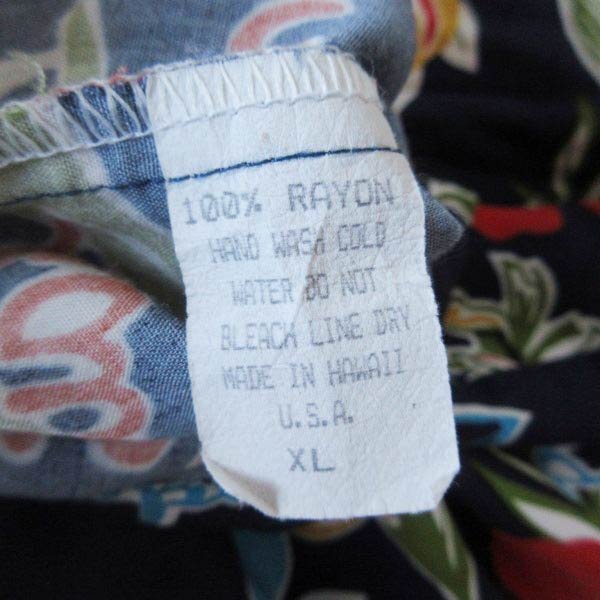 100% RAYON
HAND WASH COLD
WATER DO NOT
BLEACH LINE DRY
MADE IN HAWAII
U.S.A.
XL